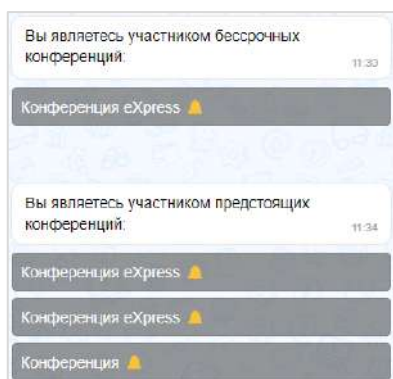 Вы являетесь участником бессрочных
конференций:
11:30
Конференция eXpress 🔔
Вы являетесь участником предстоящих
конференций:
11:34
Конференция eXpress 🔔
Конференция eXpress 🔔
Конференция 🔔